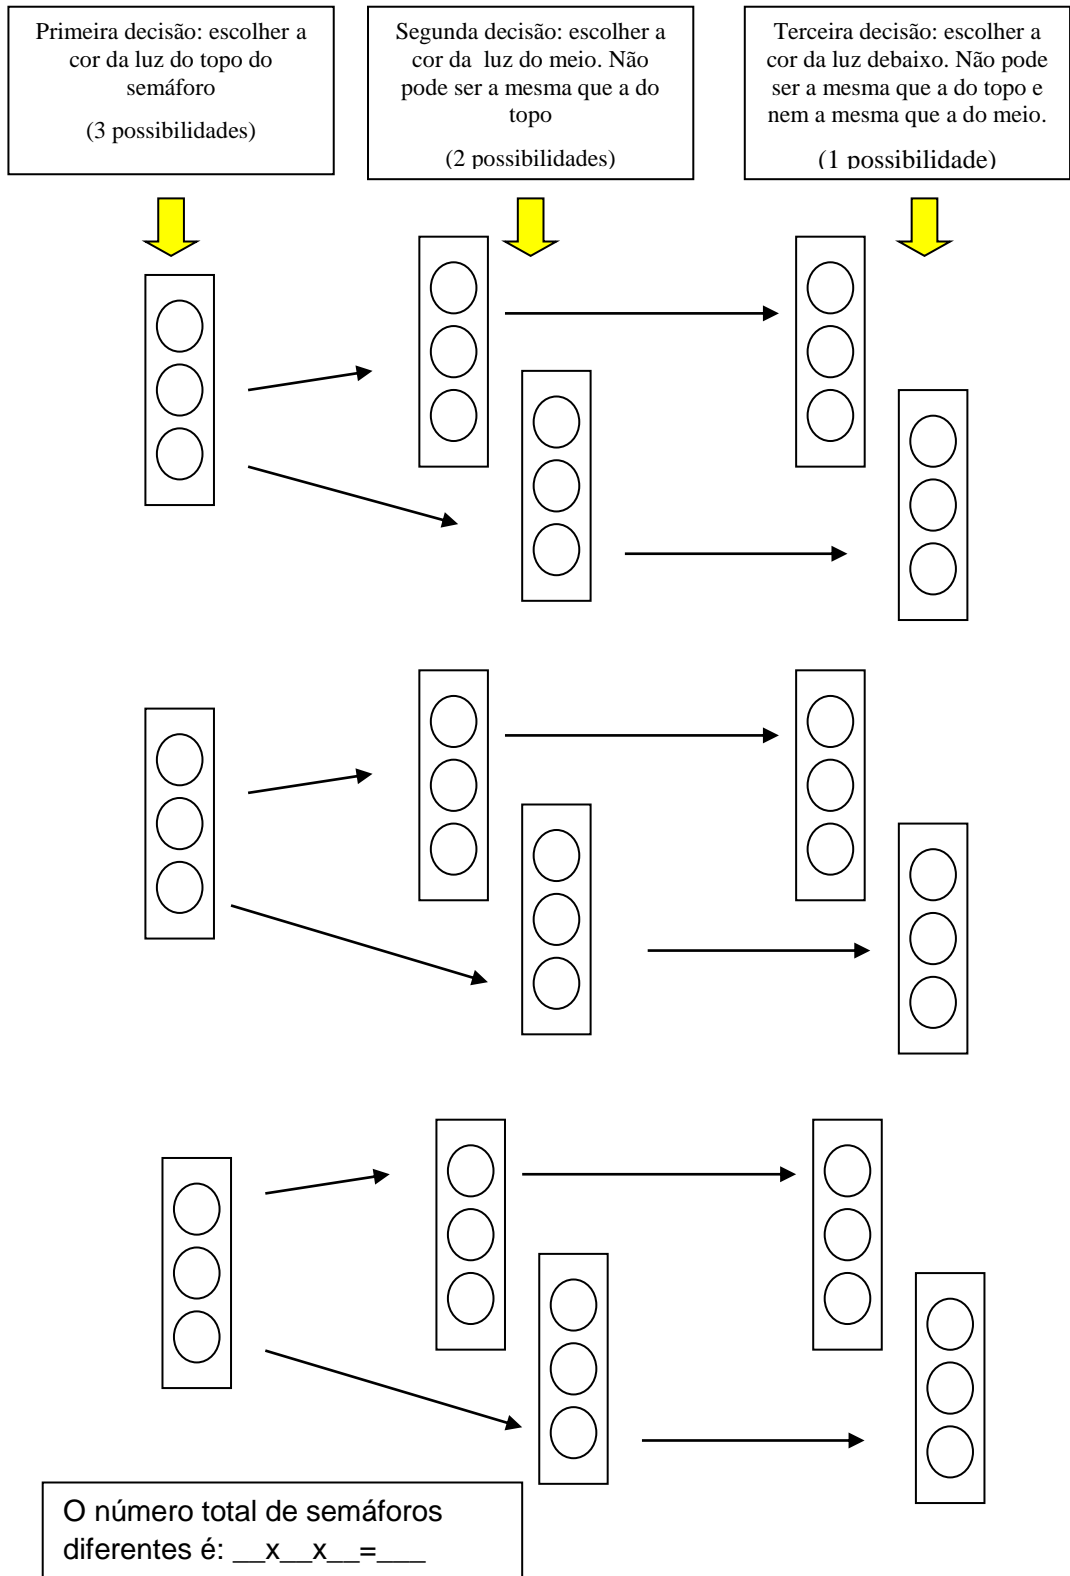 Primeira decisão: escolher a
cor da luz do topo do
semáforo
(3 possibilidades)
Segunda decisão: escolher a
cor da luz do meio. Não
pode ser a mesma que a do
topo
(2 possibilidades)
Terceira decisão: escolher a
cor da luz debaixo. Não pode
ser a mesma que a do topo e
nem a mesma que a do meio.
(1 possibilidade)
O número total de semáforos
diferentes é: __x__x__=___